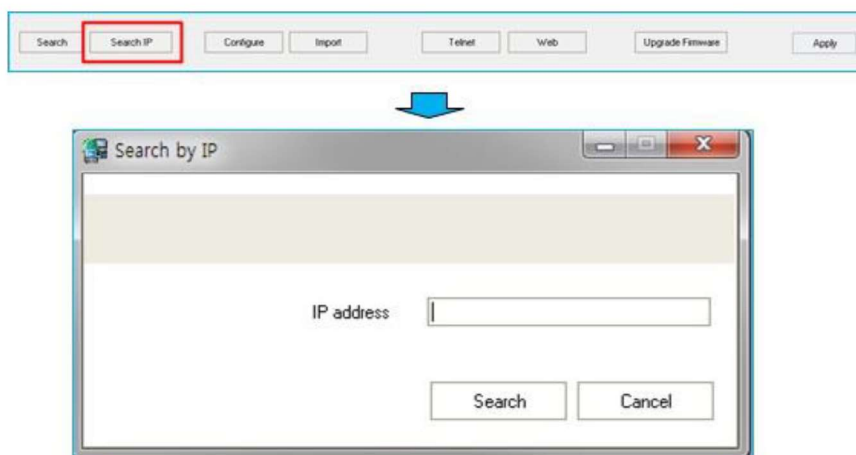 Search Search IP Configure Import Telnet Web Upgrade Firmware Apply
Search by IP
IP address
Search Cancel